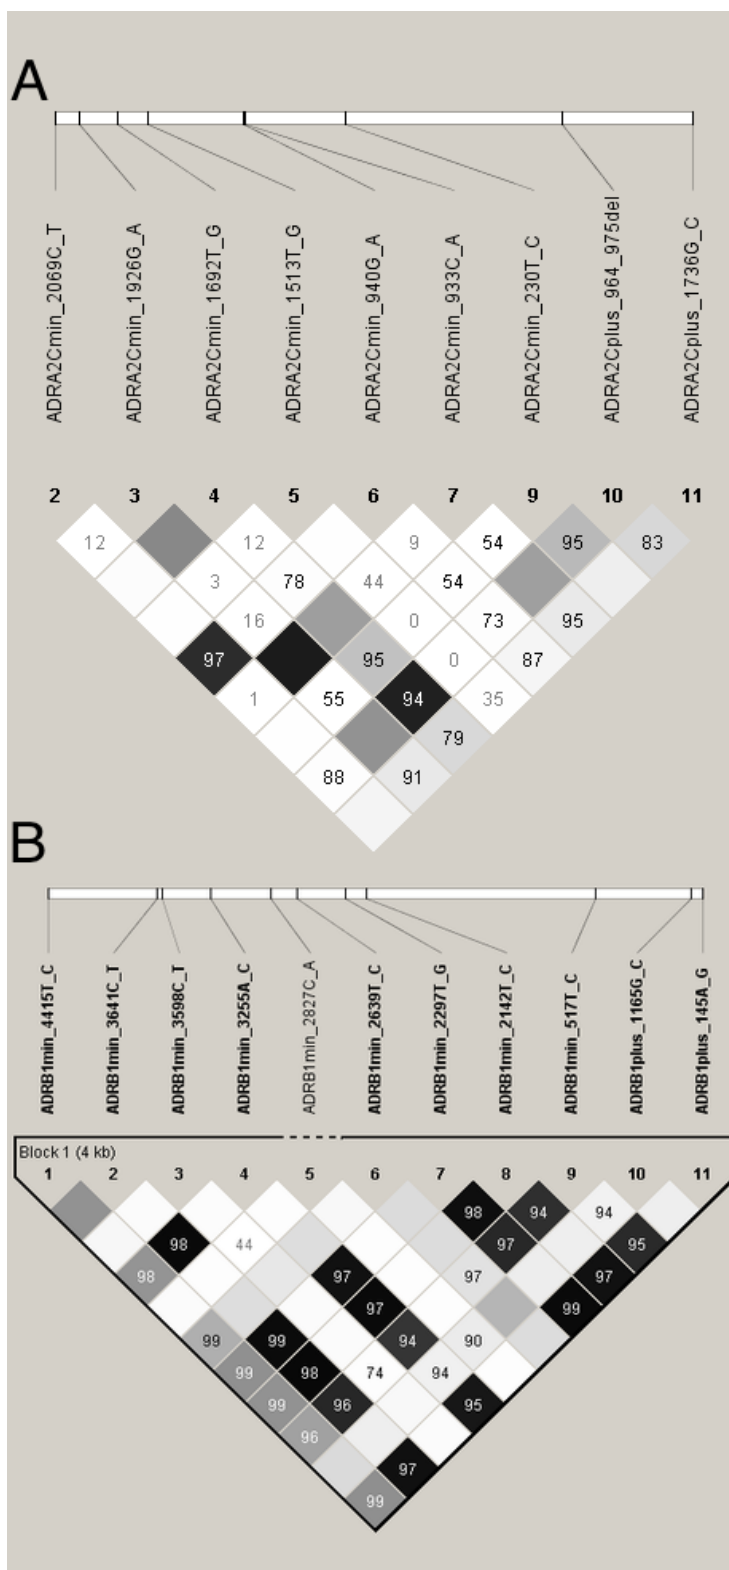 A
ADRA2Cmin_2069C_T
ADRA2Cmin_1926G_A
ADRA2Cmin_1692T_G
ADRA2Cmin_1513T_G
ADRA2Cmin_940G_A
ADRA2Cmin_933C_A
ADRA2Cmin_230T_C
ADRA2Cplus_964_975del
ADRA2Cplus_1736G_C
2 3 4 5 6 7 9 10 11
12 12 9 54 95 83
3 78 44 54
16 0 73 95
97 95 0 87
1 55 94 35
79
88 91
B
ADRB1min_4415T_C
ADRB1min_3641C_T
ADRB1min_3598C_T
ADRB1min_3255A_C
ADRB1min_2827C_A
ADRB1min_2639T_C
ADRB1min_2297T_G
ADRB1min_2142T_C
ADRB1min_517T_C
ADRB1plus_1165G_C
ADRB1plus_145A_G
Block 1 (4 kb)
1 2 3 4 5 6 7 8 9 10 11
98 94 94
98 44 97 95
98 97 97 97
97 99
99 99 94 90
99 98 74 94
99 96 95
96
97
99